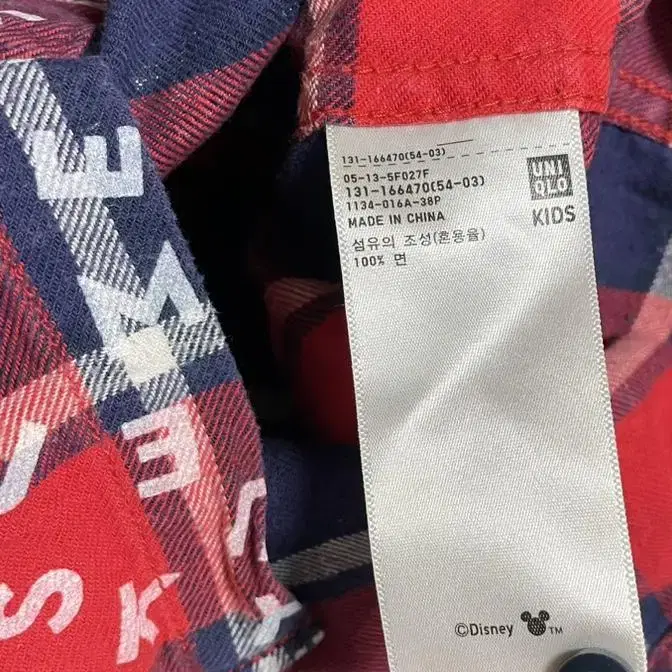 131-166470(54-03)
05-13-5F027F
131-166470(54-03)
1134-016A-38P
MADE IN CHINA
섬유의 조성(혼용율)
100% 면
UNI
QLO
KIDS
©Disney
TM
E
M
E
S
K